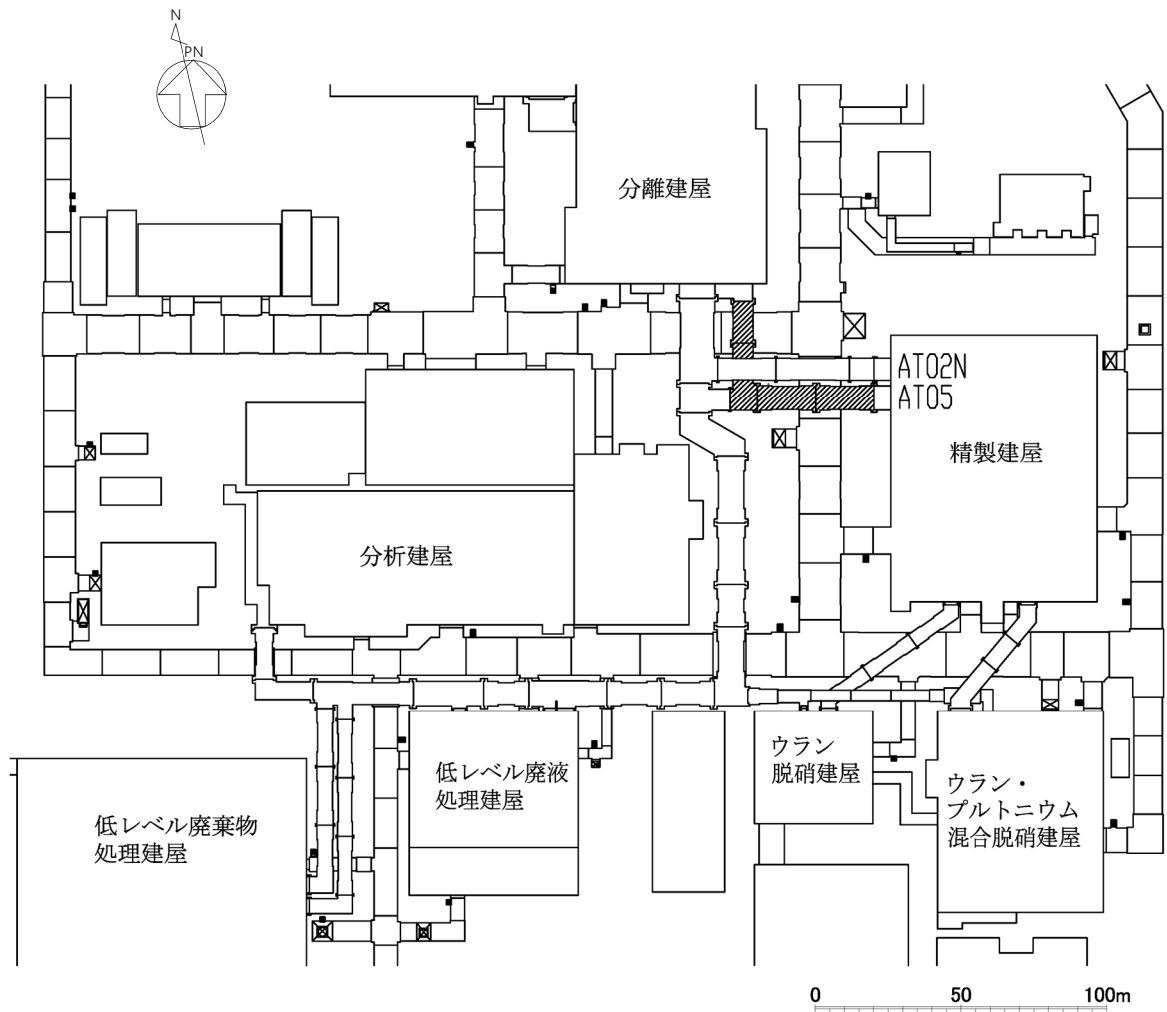 N
PN
分離建屋
AT02N
AT05
精製建屋
分析建屋
ウラン
脱硝建屋
低レベル廃液
処理建屋
ウラン・
プルトニウム
混合脱硝建屋
低レベル廃棄物
処理建屋
0 50 100m